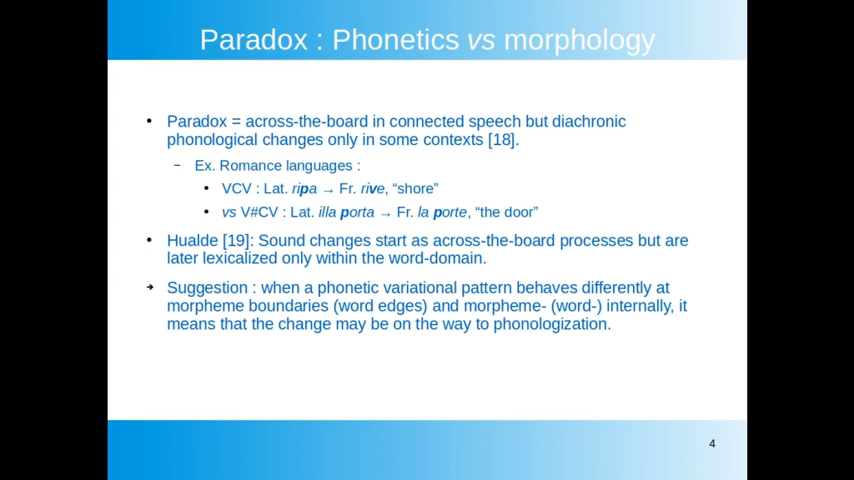 Paradox : Phonetics vs morphology
• Paradox = across-the-board in connected speech but diachronic
phonological changes only in some contexts [18].
– Ex. Romance languages :
• VCV : Lat. ripa → Fr. rive, “shore”
• vs V#CV : Lat. illa porta → Fr. la porte, “the door”
• Hualde [19]: Sound changes start as across-the-board processes but are
later lexicalized only within the word-domain.
➔ Suggestion : when a phonetic variational pattern behaves differently at
morpheme boundaries (word edges) and morpheme- (word-) internally, it
means that the change may be on the way to phonologization.
4